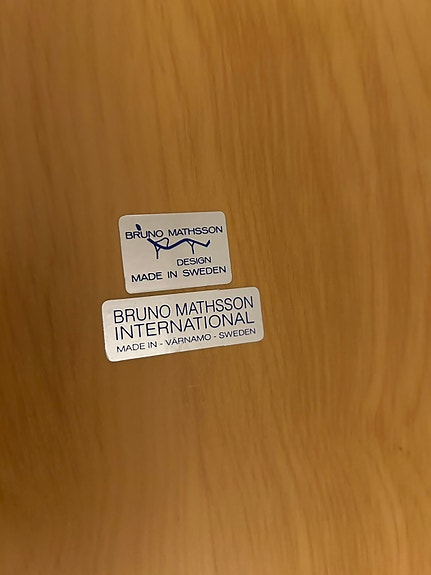 BRUNO MATHSSON
DESIGN
MADE IN SWEDEN
BRUNO MATHSSON
INTERNATIONAL
MADE IN - VÄRNAMO - SWEDEN